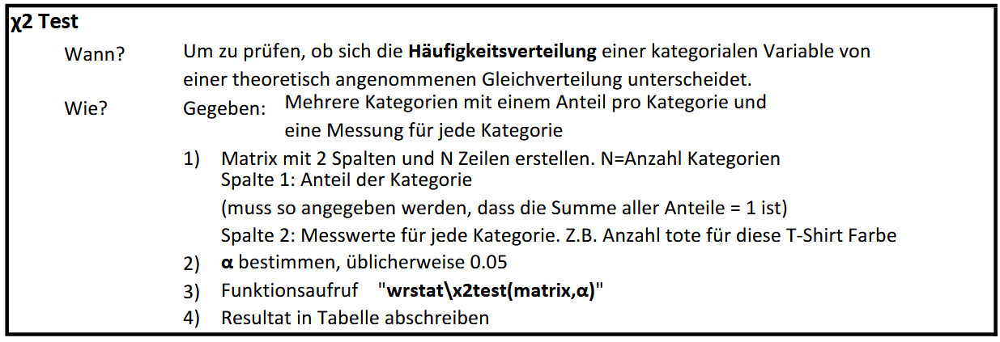 χ2 Test
Wann? Um zu prüfen, ob sich die Häufigkeitsverteilung einer kategorialen Variable von
einer theoretisch angenommenen Gleichverteilung unterscheidet.
Wie? Gegeben: Mehrere Kategorien mit einem Anteil pro Kategorie und
eine Messung für jede Kategorie
1) Matrix mit 2 Spalten und N Zeilen erstellen. N=Anzahl Kategorien
Spalte 1: Anteil der Kategorie
(muss so angegeben werden, dass die Summe aller Anteile = 1 ist)
Spalte 2: Messwerte für jede Kategorie. Z.B. Anzahl tote für diese T-Shirt Farbe
2) α bestimmen, üblicherweise 0.05
3) Funktionsaufruf "wrstat\x2test(matrix,α)"
4) Resultat in Tabelle abschreiben